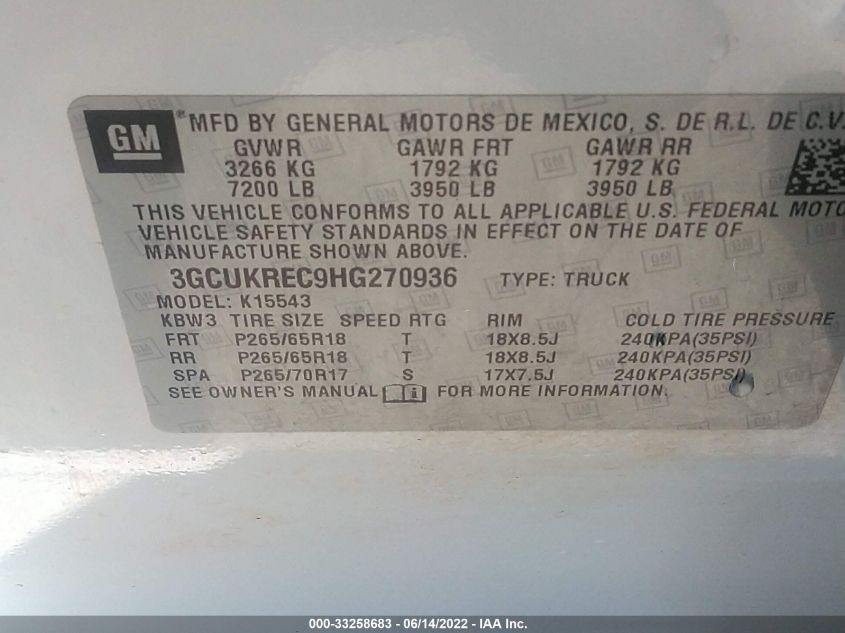 GM ® MFD BY GENERAL MOTORS DE MEXICO, S. DE R.L. DE C.V.
GVWR GAWR FRT GAWR RR
3266 KG 1792 KG 1792 KG
7200 LB 3950 LB 3950 LB
THIS VEHICLE CONFORMS TO ALL APPLICABLE U.S. FEDERAL MOTO
VEHICLE SAFETY STANDARDS IN EFFECT ON THE DATE OF
MANUFACTURE SHOWN ABOVE.
3GCUKREC9HG270936 TYPE: TRUCK
MODEL: K15543
KBW3 TIRE SIZE SPEED RTG RIM COLD TIRE PRESSURE
FRT P265/65R18 T 18X8.5J 240KPA(35PSI)
RR P265/65R18 T 18X8.5J 240KPA(35PSI)
SPA P265/70R17 S 17X7.5J 240KPA(35PSI)
SEE OWNER'S MANUAL FOR MORE INFORMATION.
000-33258683 - 06/14/2022 - IAA Inc.